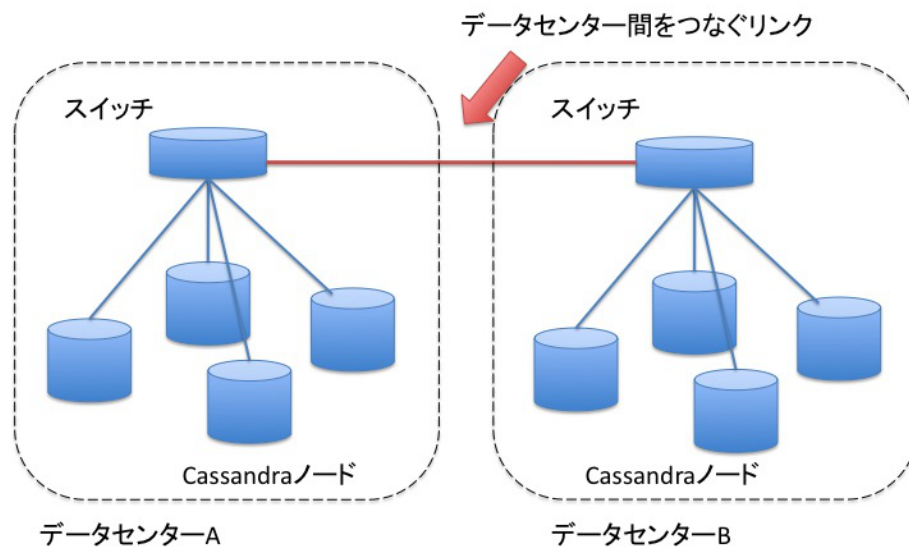 データセンター間をつなぐリンク
スイッチ
スイッチ
Cassandraノード
Cassandraノード
データセンターA
データセンターB